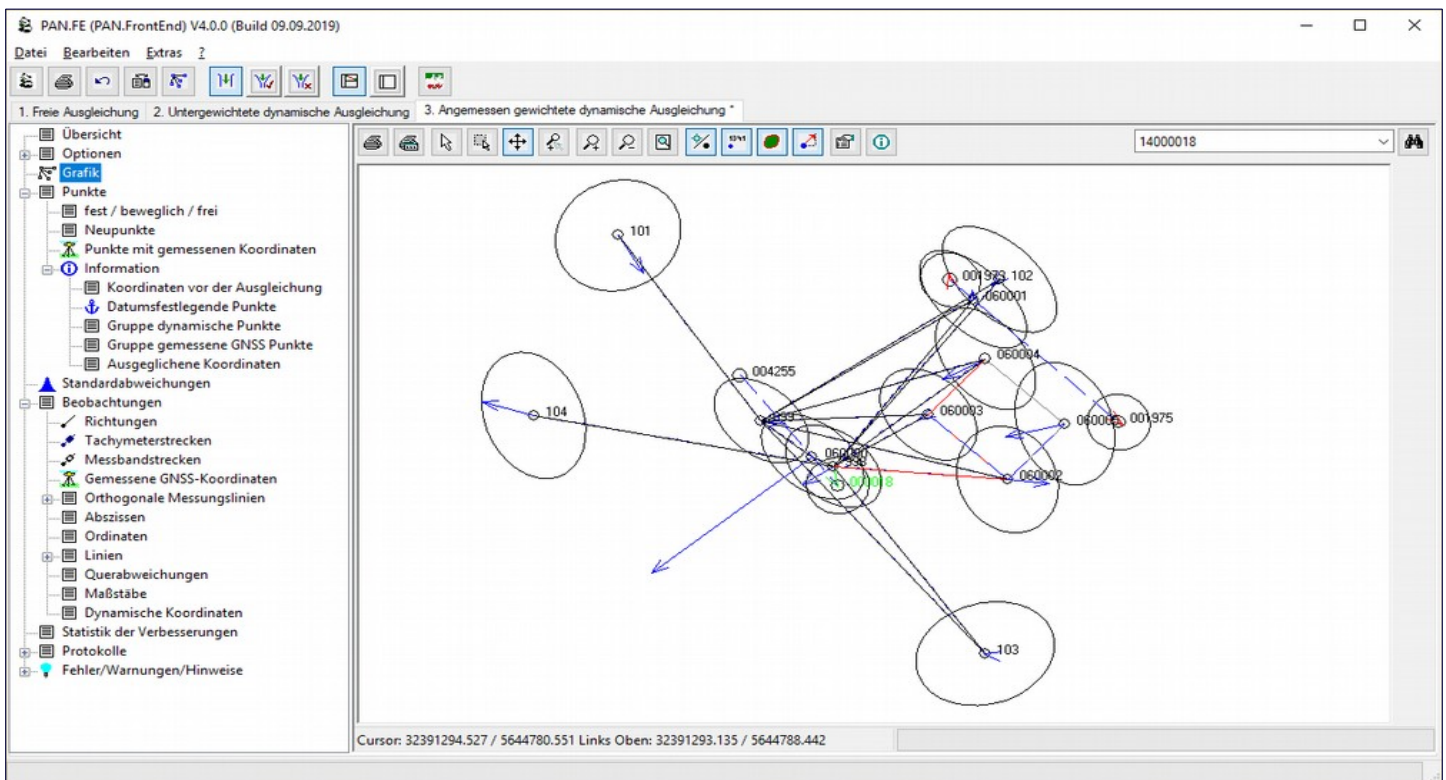 PAN.FE (PAN.FrontEnd) V4.0.0 (Build 09.09.2019)
Datei Bearbeiten Extras ?
1. Freie Ausgleichung 2. Untergewichtete dynamische Ausgleichung 3. Angemessen gewichtete dynamische Ausgleichung *
Übersicht
Optionen
Grafik
Punkte
fest / beweglich / frei
Neupunkte
Punkte mit gemessenen Koordinaten
Information
Koordinaten vor der Ausgleichung
Datumsfestlegende Punkte
Gruppe dynamische Punkte
Gruppe gemessene GNSS Punkte
Ausgeglichene Koordinaten
Standardabweichungen
Beobachtungen
Richtungen
Tachymeterstrecken
Messbandstrecken
Gemessene GNSS-Koordinaten
Orthogonale Messungslinien
Abszissen
Ordinaten
Linien
Querabweichungen
Maßstäbe
Dynamische Koordinaten
Statistik der Verbesserungen
Protokolle
Fehler/Warnungen/Hinweise
14000018
101
001973 102
060001
060004
004255
104
060003
001975
060002
000018
103
Cursor: 32391294.527 / 5644780.551 Links Oben: 32391293.135 / 5644788.442